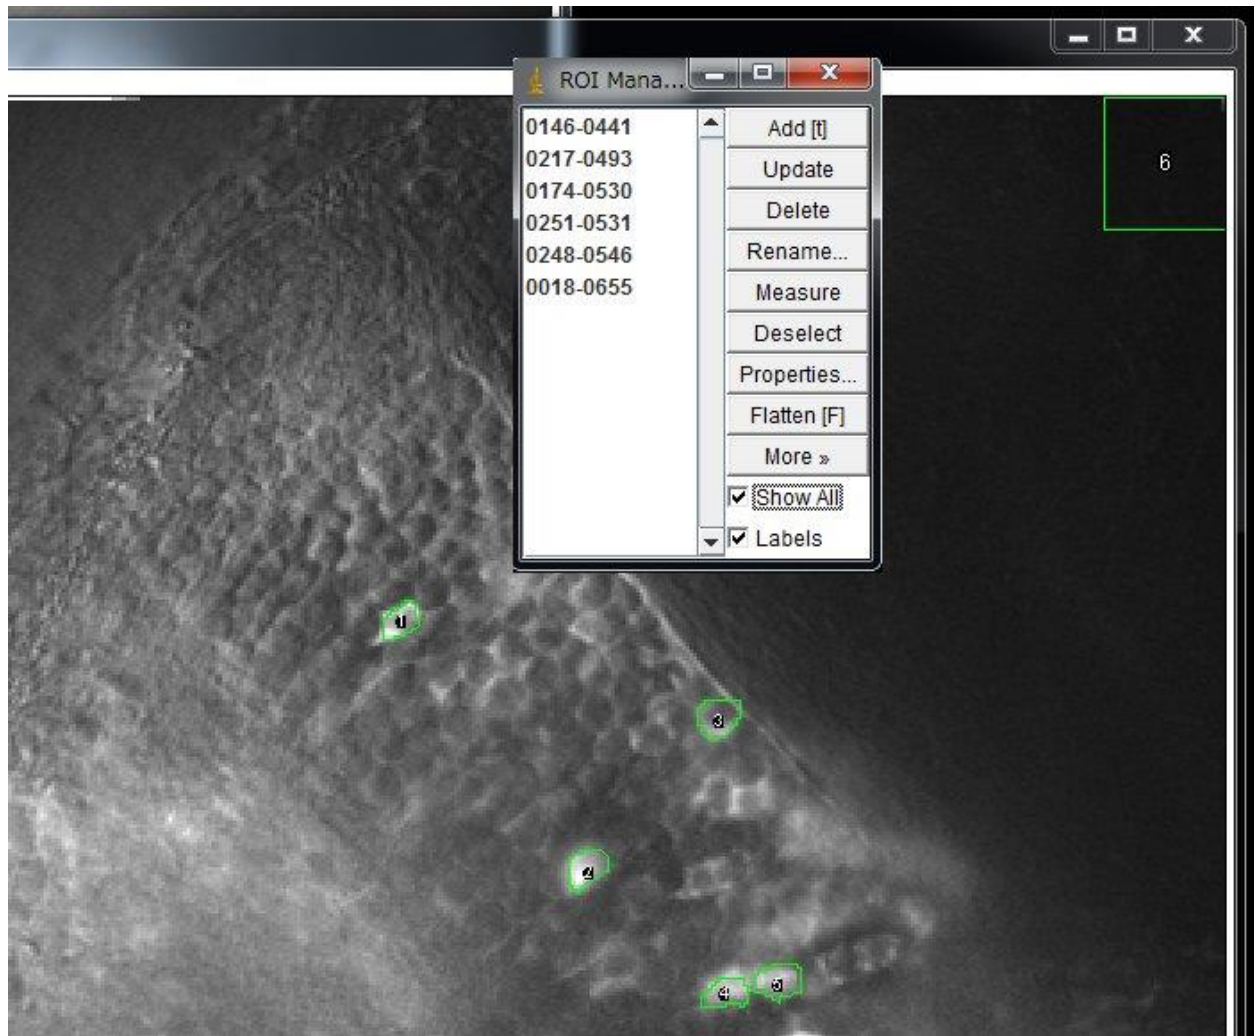 ROI Mana...
0146-0441
0217-0493
0174-0530
0251-0531
0248-0546
0018-0655
Add [t]
Update
Delete
Rename...
Measure
Deselect
Properties...
Flatten [F]
More »
Show All
Labels
6
1
3
2
4
5